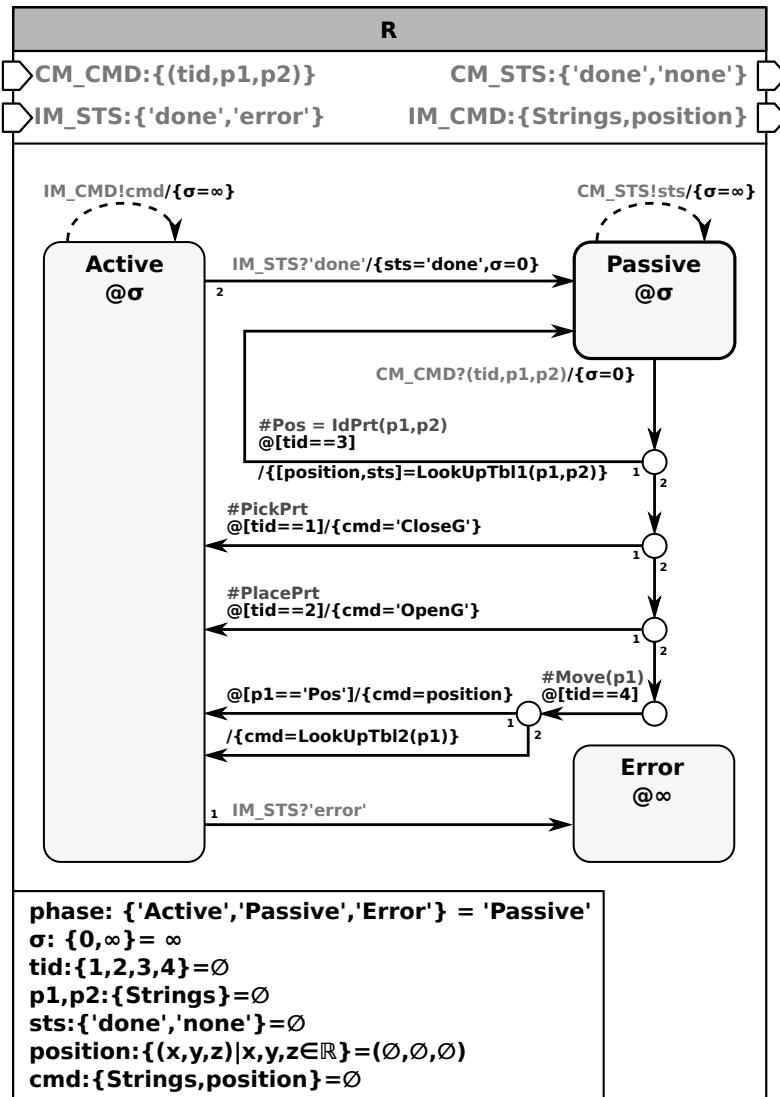 R
CM_CMD:{(tid,p1,p2)} CM_STS:{'done','none'}
IM_STS:{'done','error'} IM_CMD:{Strings,position}
IM_CMD!cmd/{σ=∞} CM_STS!sts/{σ=∞}
Active Passive
@σ @σ
IM_STS?'done'/{sts='done',σ=0}
2
CM_CMD?(tid,p1,p2)/{σ=0}
#Pos = IdPrt(p1,p2)
@[tid==3]
/{[position,sts]=LookUpTbl1(p1,p2)} 1
2
#PickPrt
@[tid==1]/{cmd='CloseG'}
1
2
#PlacePrt
@[tid==2]/{cmd='OpenG'}
1
2
#Move(p1)
@[p1=='Pos']/{cmd=position} @[tid==4]
1
/{cmd=LookUpTbl2(p1)} 2
Error
@∞
1 IM_STS?'error'
phase: {'Active','Passive','Error'} = 'Passive'
σ: {0,∞}= ∞
tid:{1,2,3,4}=∅
p1,p2:{Strings}=∅
sts:{'done','none'}=∅
position:{(x,y,z)|x,y,z∈ℝ}=(∅,∅,∅)
cmd:{Strings,position}=∅